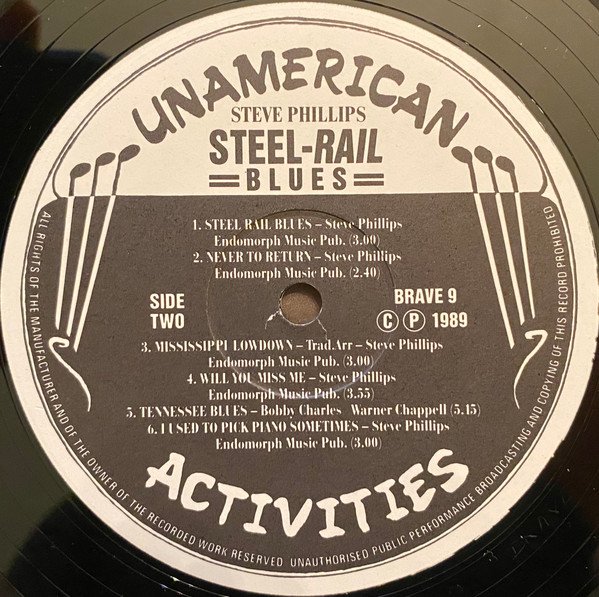 UNAMERICAN
STEVE PHILLIPS
STEEL-RAIL
BLUES
1. STEEL RAIL BLUES – Steve Phillips
Endomorph Music Pub. (3.00)
2. NEVER TO RETURN – Steve Phillips
Endomorph Music Pub. (2.40)
SIDE
TWO
BRAVE 9
Ⓒ Ⓟ 1989
3. MISSISSIPPI LOWDOWN – Trad.Arr – Steve Phillips
Endomorph Music Pub. (3.00)
4. WILL YOU MISS ME – Steve Phillips
Endomorph Music Pub. (3.55)
5. TENNESSEE BLUES – Bobby Charles Warner Chappell (5.15)
6. I USED TO PICK PIANO SOMETIMES – Steve Phillips
Endomorph Music Pub. (3.00)
ACTIVITIES
ALL RIGHTS OF THE MANUFACTURER AND OF THE OWNER OF THE RECORDED WORK RESERVED UNAUTHORISED PUBLIC PERFORMANCE BROADCASTING AND COPYING OF THIS RECORD PROHIBITED